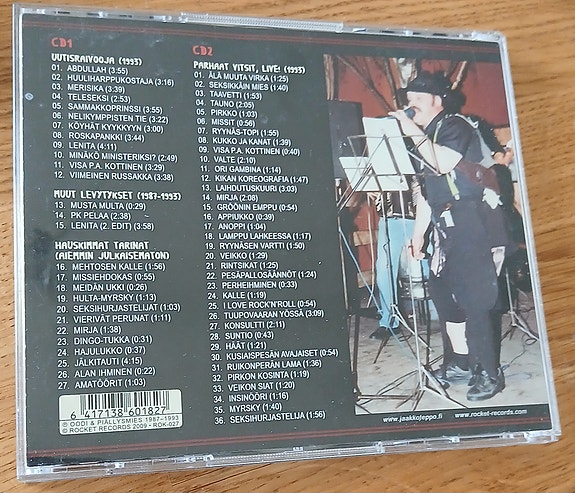 CD1
UUTISRAIVOOJA (1993)
01. ABDULLAH (3:55)
02. HUULIHARPPUKOSTAJA (3:16)
03. MERISIKA (3:39)
04. TELESEKSI (2:53)
05. SAMMAKKOPRINSSI (3:55)
06. NELIKYMPPISTEN TIE (3:22)
07. KÖYHÄT KYYKKYYN (3:00)
08. ROSKAPANKKI (3:44)
09. LENITA (4:11)
10. MINÄKÖ MINISTERIKSI? (2:49)
11. VISA P.A. KOTTINEN (3:29)
12. VIIMEINEN RUSSAKKA (3:38)
MUUT LEVYTYKSET (1987-1993)
13. MUSTA MULTA (0:29)
14. PK PELAA (2:38)
15. LENITA (2. EDIT) (3:58)
HAUSKIMMAT TARINAT
(AIEMMIN JULKAISEMATON)
16. MEHTOSEN KALLE (1:56)
17. MISSIEHDOKAS (0:55)
18. MEIDÄN UKKI (0:26)
19. HULTA-MYRSKY (1:13)
20. SEKSIHURJASTELIJAT (1:03)
21. VIERIVÄT PERUNAT (1:11)
22. MIRJA (1:38)
23. DINGO-TUKKA (0:31)
24. HAJULUKKO (0:37)
25. JÄLKITAUTI (4:15)
26. ALAN IHMINEN (0:22)
27. AMATÖÖRIT (1:03)
6 417138 601827
© OODI & PIÄLLYSMIES 1987-1993
℗ ROCKET RECORDS 2009 • ROK-027
CD2
PARHAAT VITSIT, LIVE! (1993)
01. ÄLÄ MUUTA VIRKA (1:25)
02. SEKSIKKÄIN MIES (1:40)
03. TAAVETTI (1:53)
04. TAUNO (2:05)
05. PIRKKO (1:03)
06. MISSIT (0:56)
07. RYYNÄS-TOPI (1:55)
08. KUKKO JA KANAT (1:39)
09. VISA P.A. KOTTINEN (0:40)
10. VALTE (2:10)
11. ORI GAMBINA (1:14)
12. KIKAN KOREOGRAFIA (1:47)
13. LAIHDUTUSKUURI (3:03)
14. MIRJA (2:08)
15. GRÖÖNIN EMPPU (0:54)
16. APPIUKKO (0:39)
17. ANOPPI (1:04)
18. LAMPPU LAHKEESSA (1:17)
19. RYYNÄSEN VARTTI (1:50)
20. VEIKKO (1:29)
21. RINTSIKAT (1:25)
22. PESÄPALLOSÄÄNNÖT (1:24)
23. PERHEIHMINEN (0:33)
24. KALLE (1:19)
25. I LOVE ROCK'N'ROLL (0:54)
26. TUUPOVAARAN YÖSSÄ (3:09)
27. KONSULTTI (2:11)
28. SUNTIO (0:43)
29. HÄÄT (1:21)
30. KUSIAISPESÄN AVAJAISET (0:54)
31. RUIKONPERÄN LAMA (1:36)
32. PIRKON KOSINTA (1:19)
33. VEIKON SIAT (1:20)
34. INSINÖÖRI (1:16)
35. MYRSKY (1:40)
36. SEKSIHURJASTELIJA (1:56)
www.jaakkoteppo.fi www.rocket-records.com